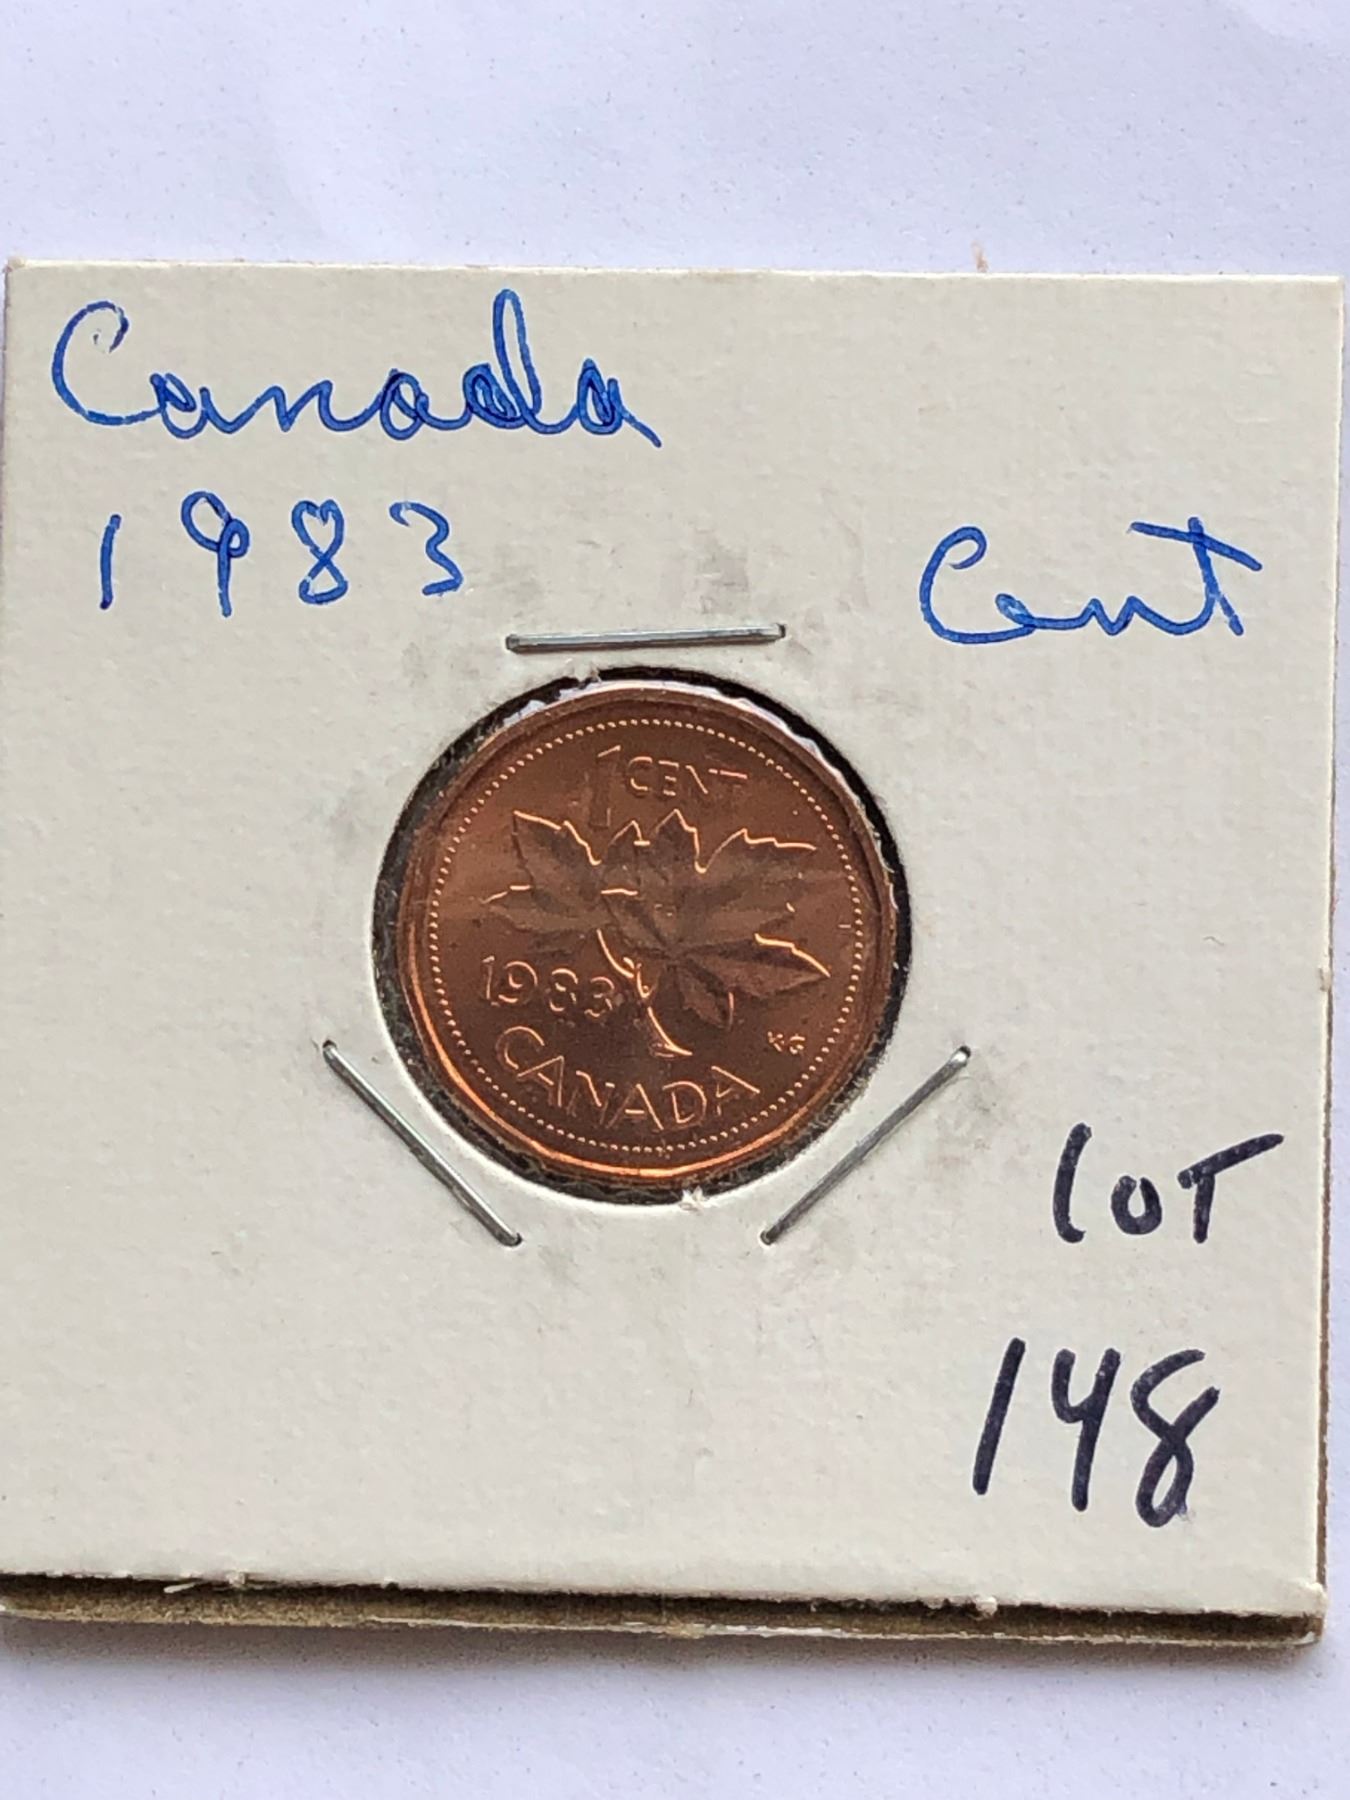 Canada
1983 Cent
1 CENT
1983
KG
CANADA
LOT
148